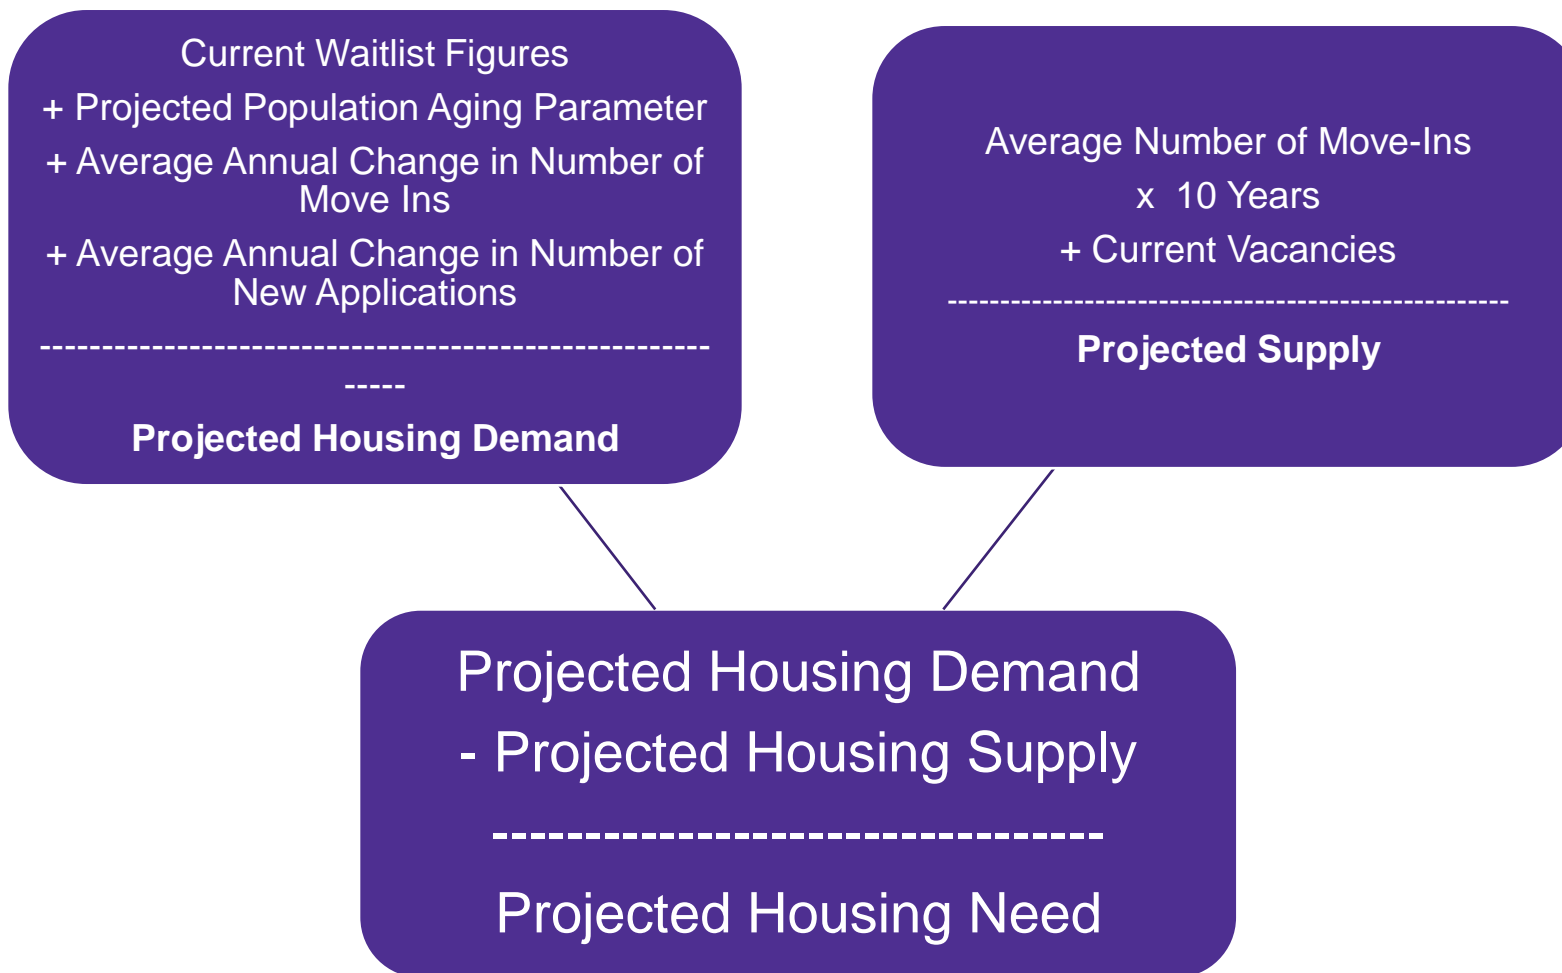 Current Waitlist Figures
+ Projected Population Aging Parameter
+ Average Annual Change in Number of
Move Ins
+ Average Annual Change in Number of
New Applications
------------------------------------------------------
-----
Projected Housing Demand
Average Number of Move-Ins
x  10 Years
+ Current Vacancies
-----------------------------------------------------
Projected Supply
Projected Housing Demand
- Projected Housing Supply
---------------------------------
Projected Housing Need